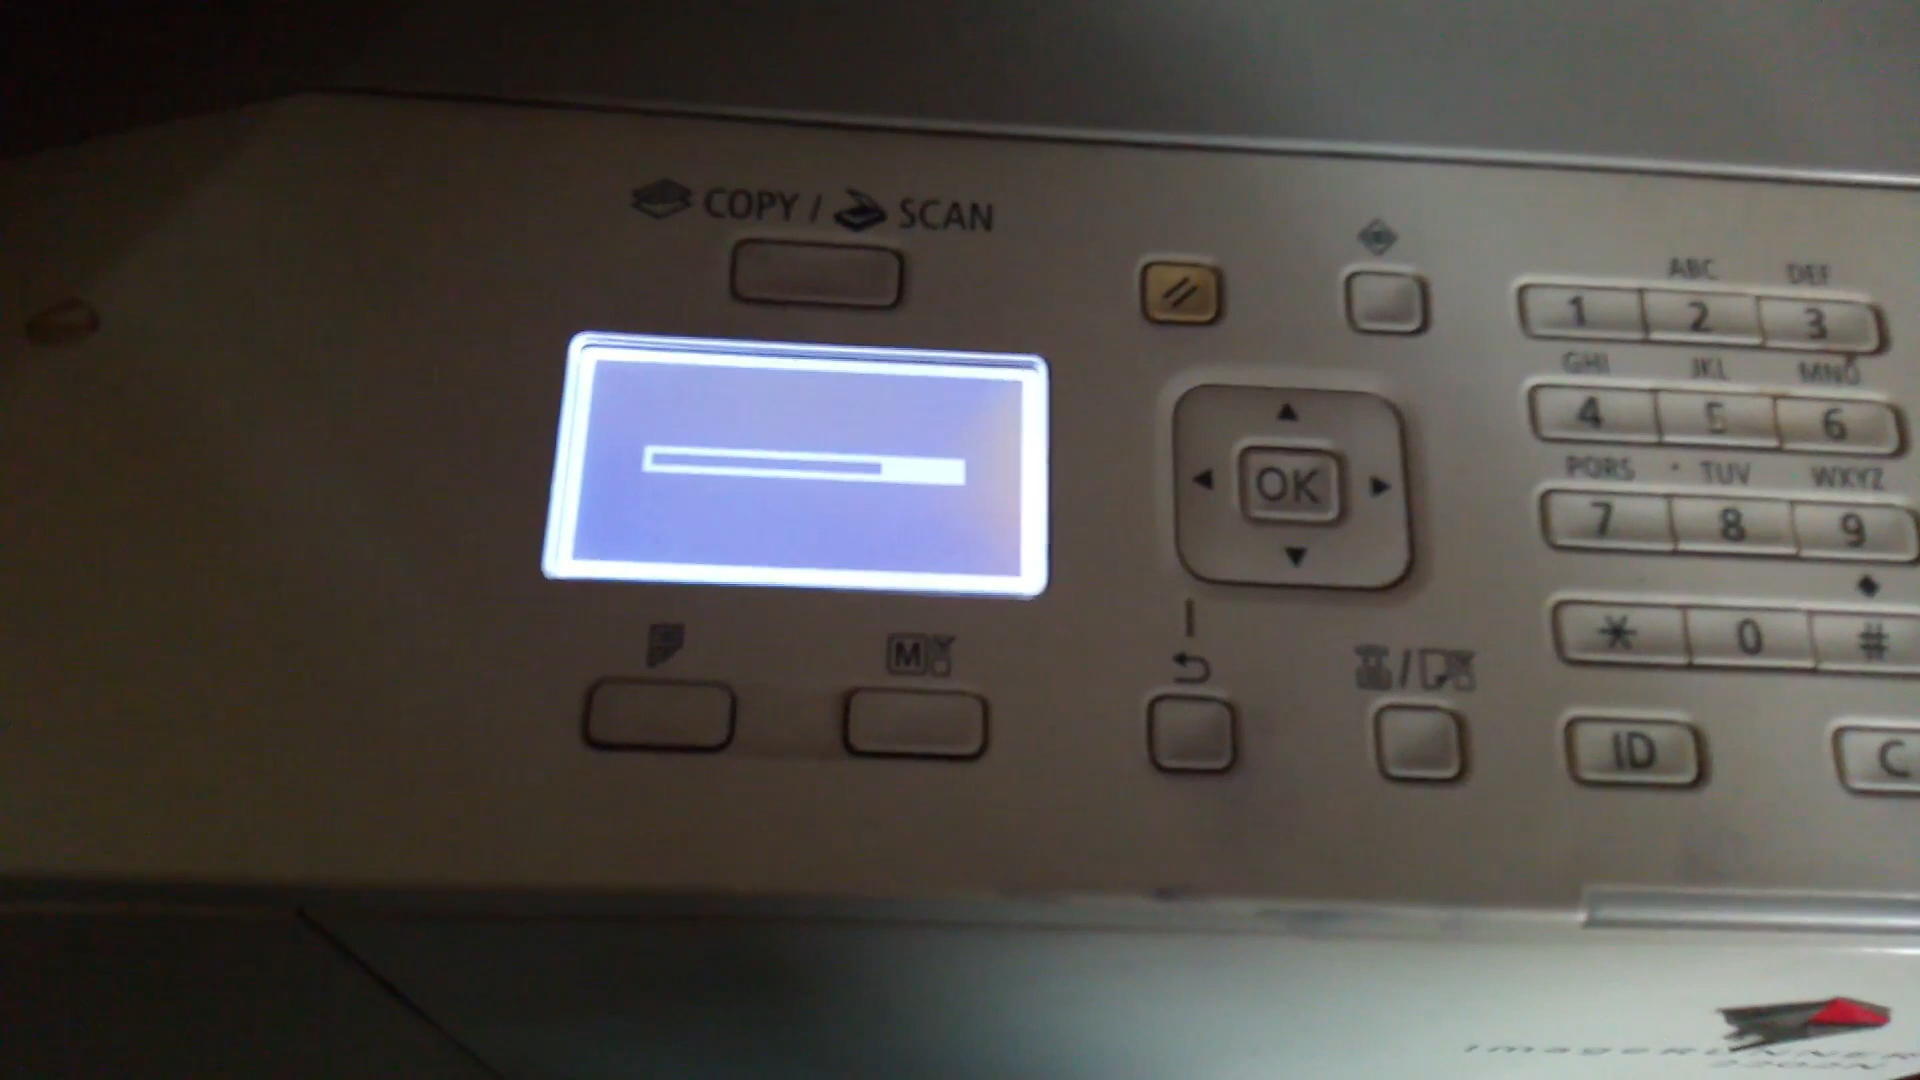 COPY / SCAN
ABC DEF
1 2 3
GHI JKL MNO
4 5 6
PQRS TUV WXYZ
7 8 9
OK
* 0 #
M
/
ID C
imageRUNNER